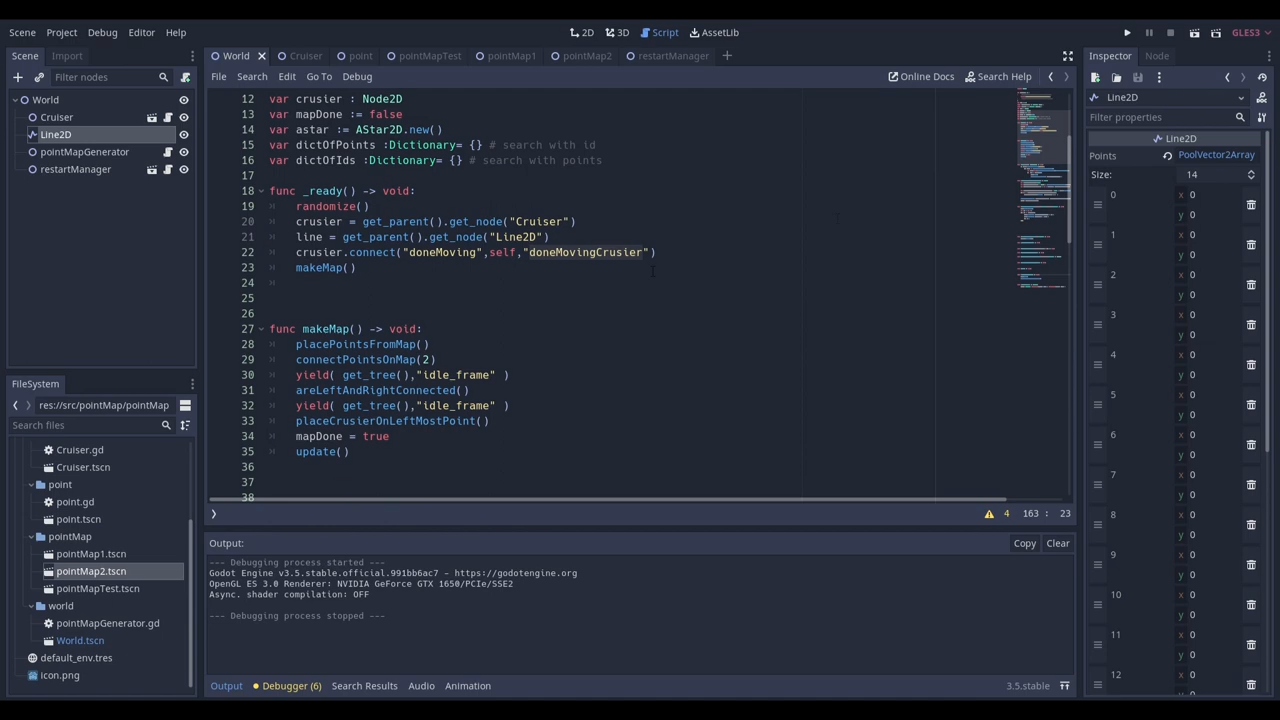 Scene Project Debug Editor Help
2D 3D Script AssetLib
GLES3
Scene Import
World Cruiser point pointMapTest pointMap1 pointMap2 restartManager
Inspector Node
Filter nodes
File Search Edit Go To Debug
Online Docs Search Help
World
Cruiser
Line2D
pointMapGenerator
restartManager
12 var crusier : Node2D
13 var mapDone := false
14 var astar := AStar2D.new()
15 var dictOfPoints :Dictionary= {} # search with id
16 var dictOfIds :Dictionary= {} # search with points
17
18 func _ready() -> void:
19 randomize()
20 crusier = get_parent().get_node("Cruiser")
21 line = get_parent().get_node("Line2D")
22 crusier.connect("doneMoving",self,"doneMovingCrusier")
23 makeMap()
24
25
26
27 func makeMap() -> void:
28 placePointsFromMap()
29 connectPointsOnMap(2)
30 yield( get_tree(),"idle_frame" )
31 areLeftAndRightConnected()
32 yield( get_tree(),"idle_frame" )
33 placeCrusierOnLeftMostPoint()
34 mapDone = true
35 update()
36
37
38
4 163 : 23
FileSystem
res://src/pointMap/pointMap
Search files
Cruiser.gd
Cruiser.tscn
point
point.gd
point.tscn
pointMap
pointMap1.tscn
pointMap2.tscn
pointMapTest.tscn
world
pointMapGenerator.gd
World.tscn
default_env.tres
icon.png
Output:
Copy Clear
--- Debugging process started ---
Godot Engine v3.5.stable.official.991bb6ac7 - https://godotengine.org
OpenGL ES 3.0 Renderer: NVIDIA GeForce GTX 1650/PCIe/SSE2
Async. shader compilation: OFF
--- Debugging process stopped ---
Output Debugger (6) Search Results Audio Animation
3.5.stable
Line2D
Filter properties
Line2D
Points PoolVector2Array
Size: 14
0 x 0
y 0
1 x 0
y 0
2 x 0
y 0
3 x 0
y 0
4 x 0
y 0
5 x 0
y 0
6 x 0
y 0
7 x 0
y 0
8 x 0
y 0
9 x 0
y 0
10 x 0
y 0
11 x 0
y 0
12 x 0
y 0